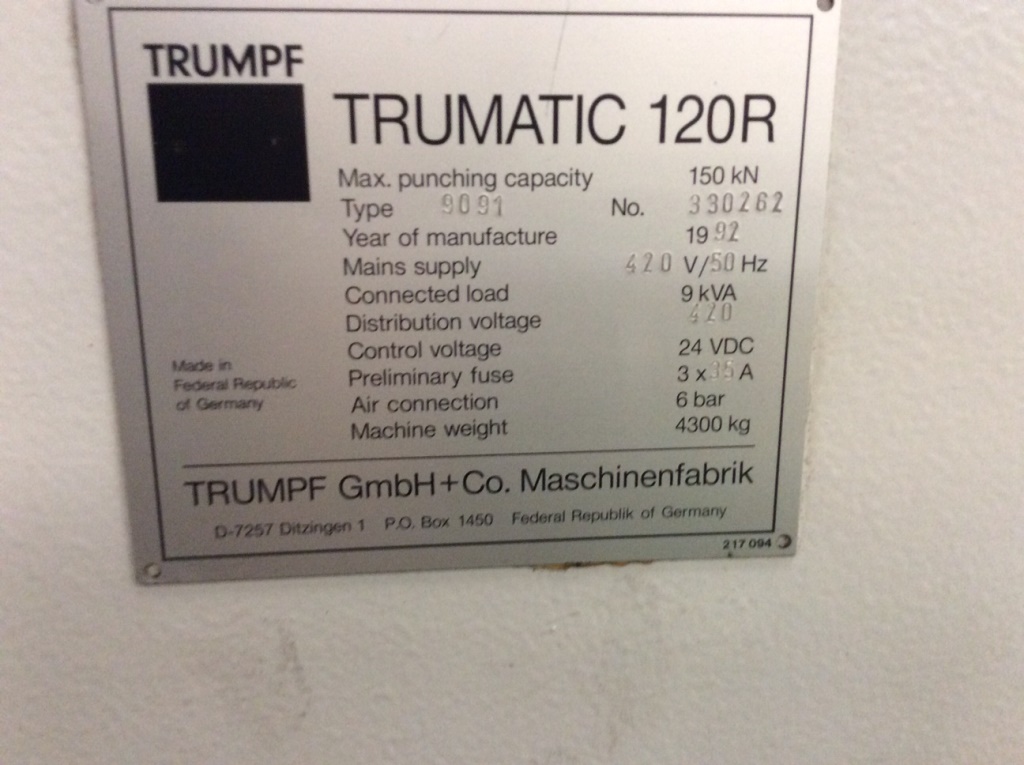 TRUMPF
TRUMATIC 120R
Max. punching capacity 150 kN
Type 9091 No. 330262
Year of manufacture 1992
Mains supply 420 V/50 Hz
Connected load 9 kVA
Distribution voltage 420
Control voltage 24 VDC
Preliminary fuse 3 x 35 A
Air connection 6 bar
Machine weight 4300 kg
Made in
Federal Republic
of Germany
TRUMPF GmbH+Co. Maschinenfabrik
D-7257 Ditzingen 1 P.O. Box 1450 Federal Republik of Germany
217 094